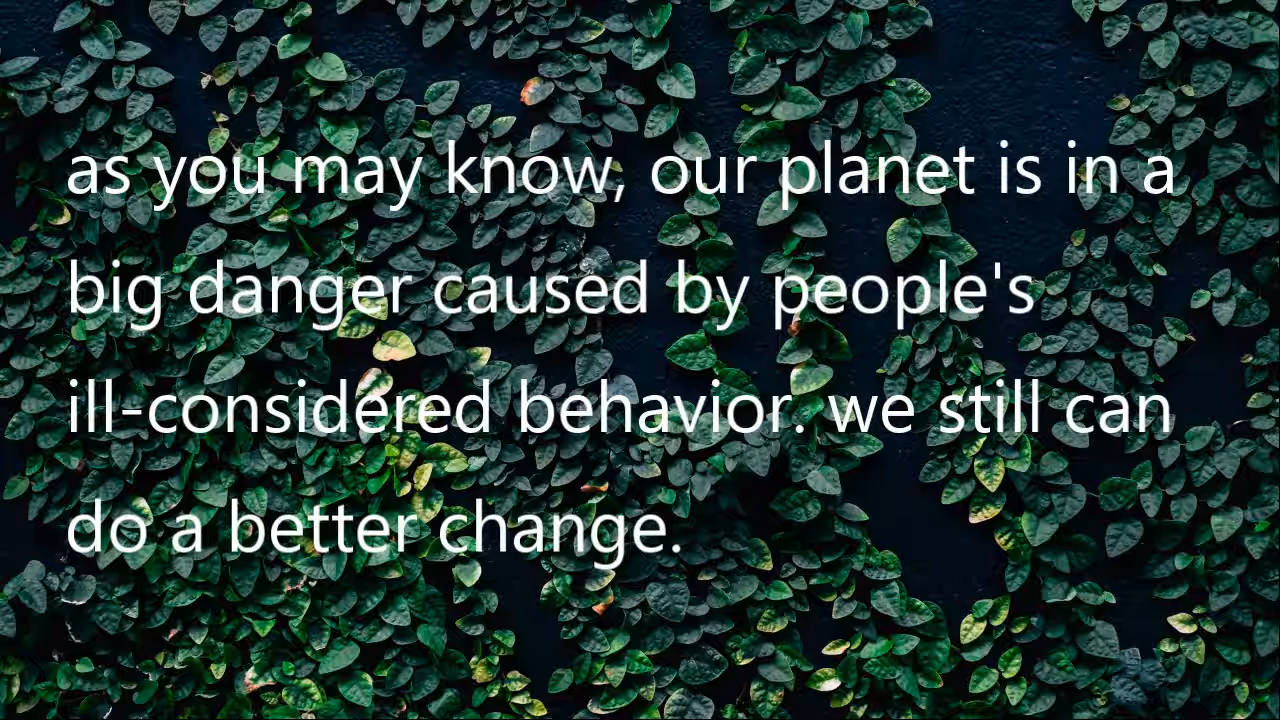 as you may know, our planet is in a
big danger caused by people's
ill-considered behavior. we still can
do a better change.